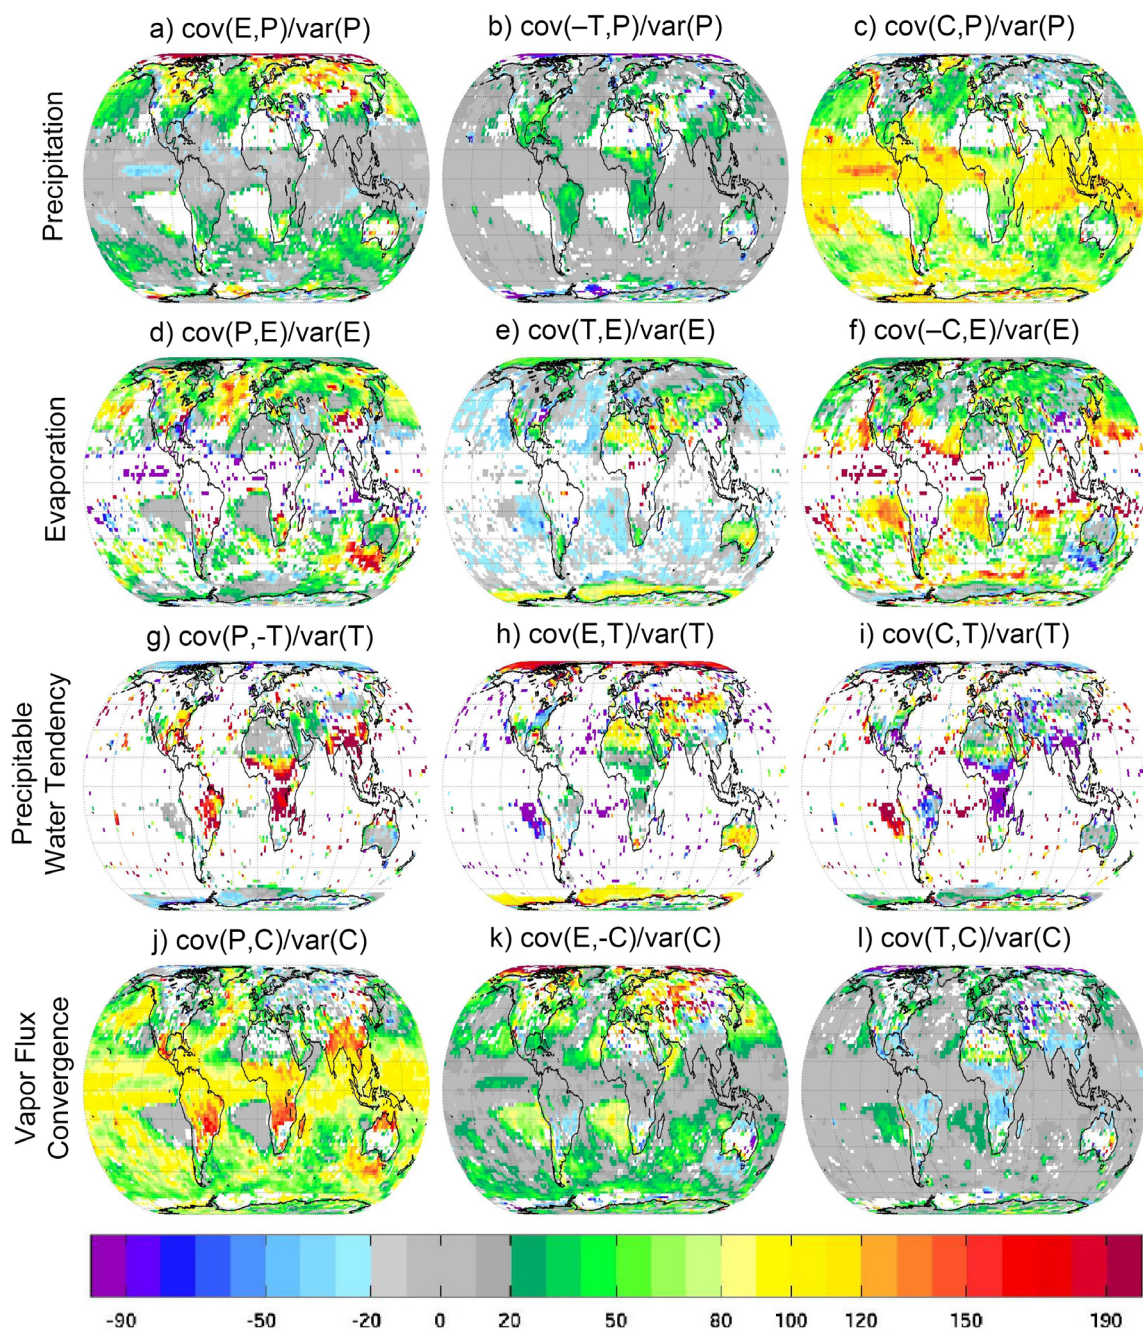 a) cov(E,P)/var(P)
b) cov(–T,P)/var(P)
c) cov(C,P)/var(P)
Precipitation
d) cov(P,E)/var(E)
e) cov(T,E)/var(E)
f) cov(–C,E)/var(E)
Evaporation
g) cov(P,-T)/var(T)
h) cov(E,T)/var(T)
i) cov(C,T)/var(T)
Precipitable
Water Tendency
j) cov(P,C)/var(C)
k) cov(E,-C)/var(C)
l) cov(T,C)/var(C)
Vapor Flux
Convergence
-90 -50 -20 0 20 50 80 100 120 150 190